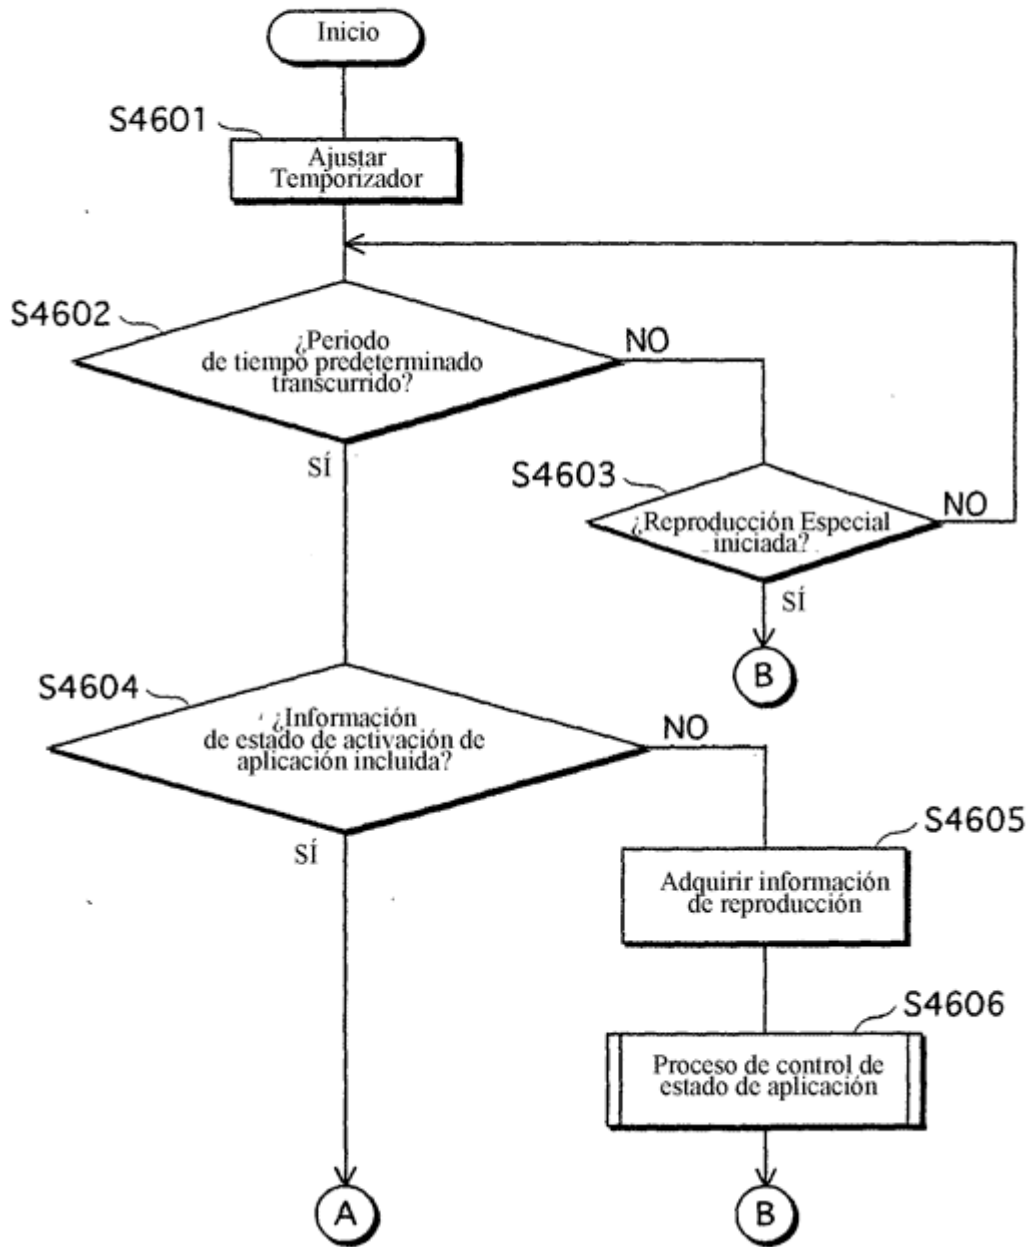 Inicio
S4601
Ajustar
Temporizador
S4602
¿Periodo
de tiempo predeterminado
transcurrido?
NO
SÍ
S4603
¿Reproducción Especial
iniciada?
NO
SÍ
B
S4604
¿Información
de estado de activación de
aplicación incluida?
NO
SÍ
S4605
Adquirir información
de reproducción
S4606
Proceso de control de
estado de aplicación
A
B